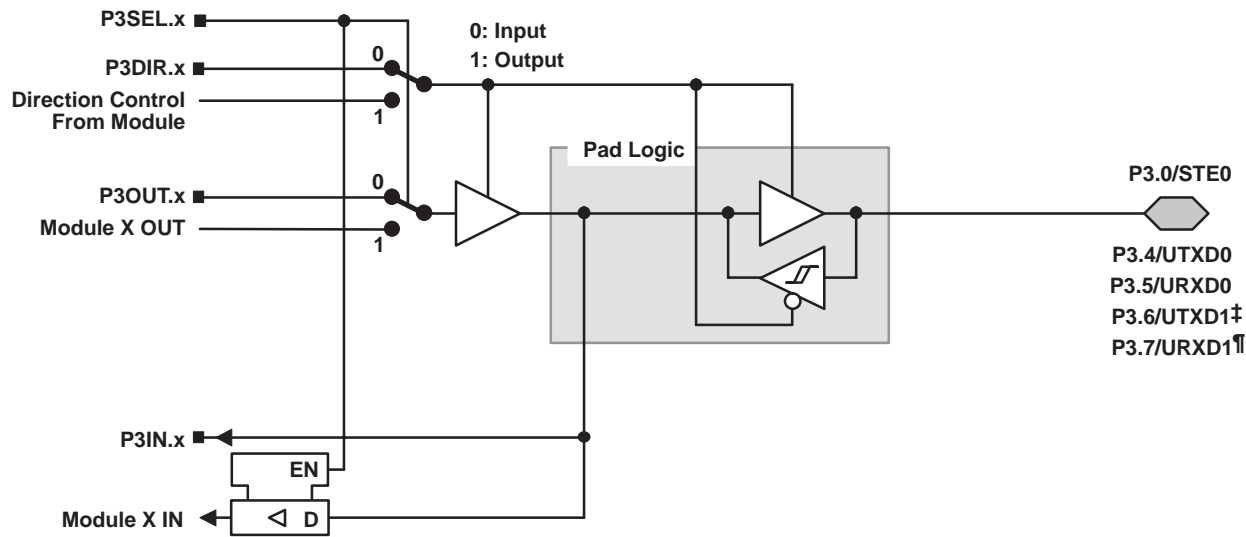 P3SEL.x
0: Input
1: Output
0
P3DIR.x
Direction Control
From Module
1
Pad Logic
P3.0/STE0
0
P3OUT.x
Module X OUT
1
P3.4/UTXD0
P3.5/URXD0
P3.6/UTXD1‡
P3.7/URXD1¶
P3IN.x
EN
Module X IN
D